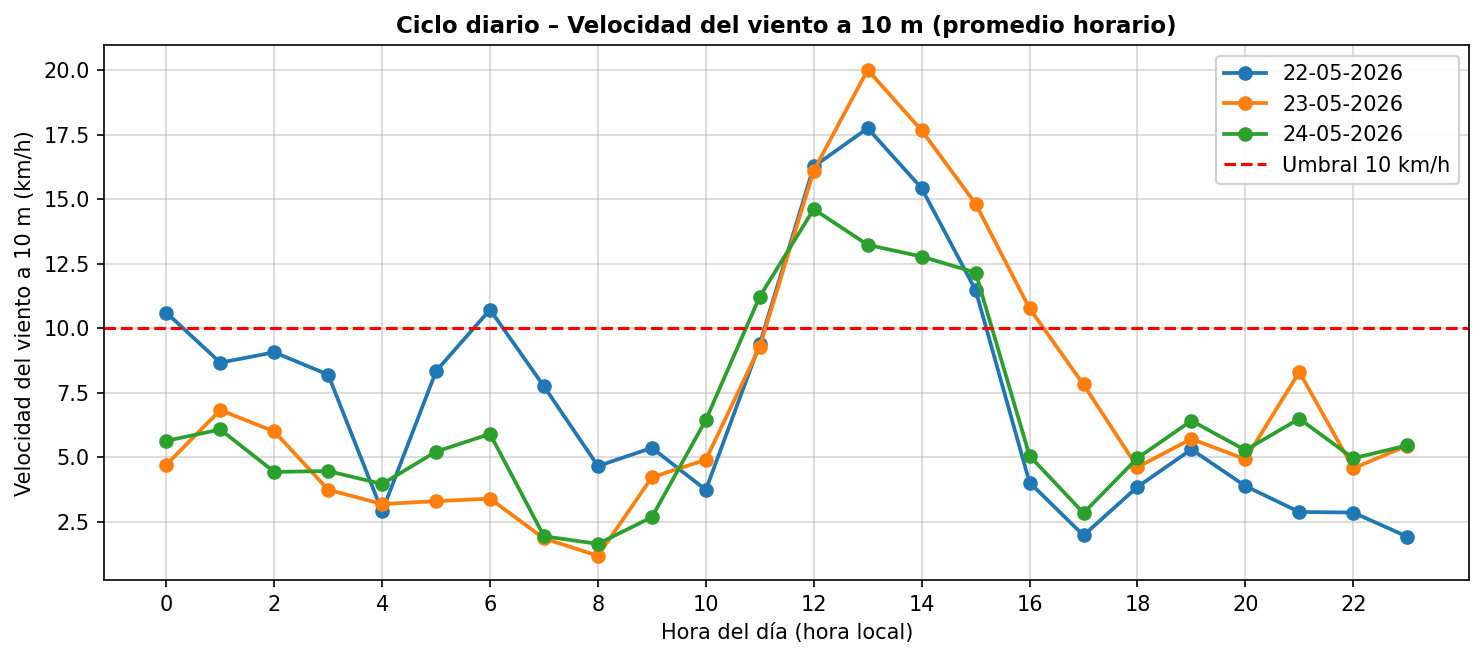 Ciclo diario – Velocidad del viento a 10 m (promedio horario)
Velocidad del viento a 10 m (km/h)
20.0
17.5
15.0
12.5
10.0
7.5
5.0
2.5
22-05-2026
23-05-2026
24-05-2026
Umbral 10 km/h
0 2 4 6 8 10 12 14 16 18 20 22
Hora del día (hora local)